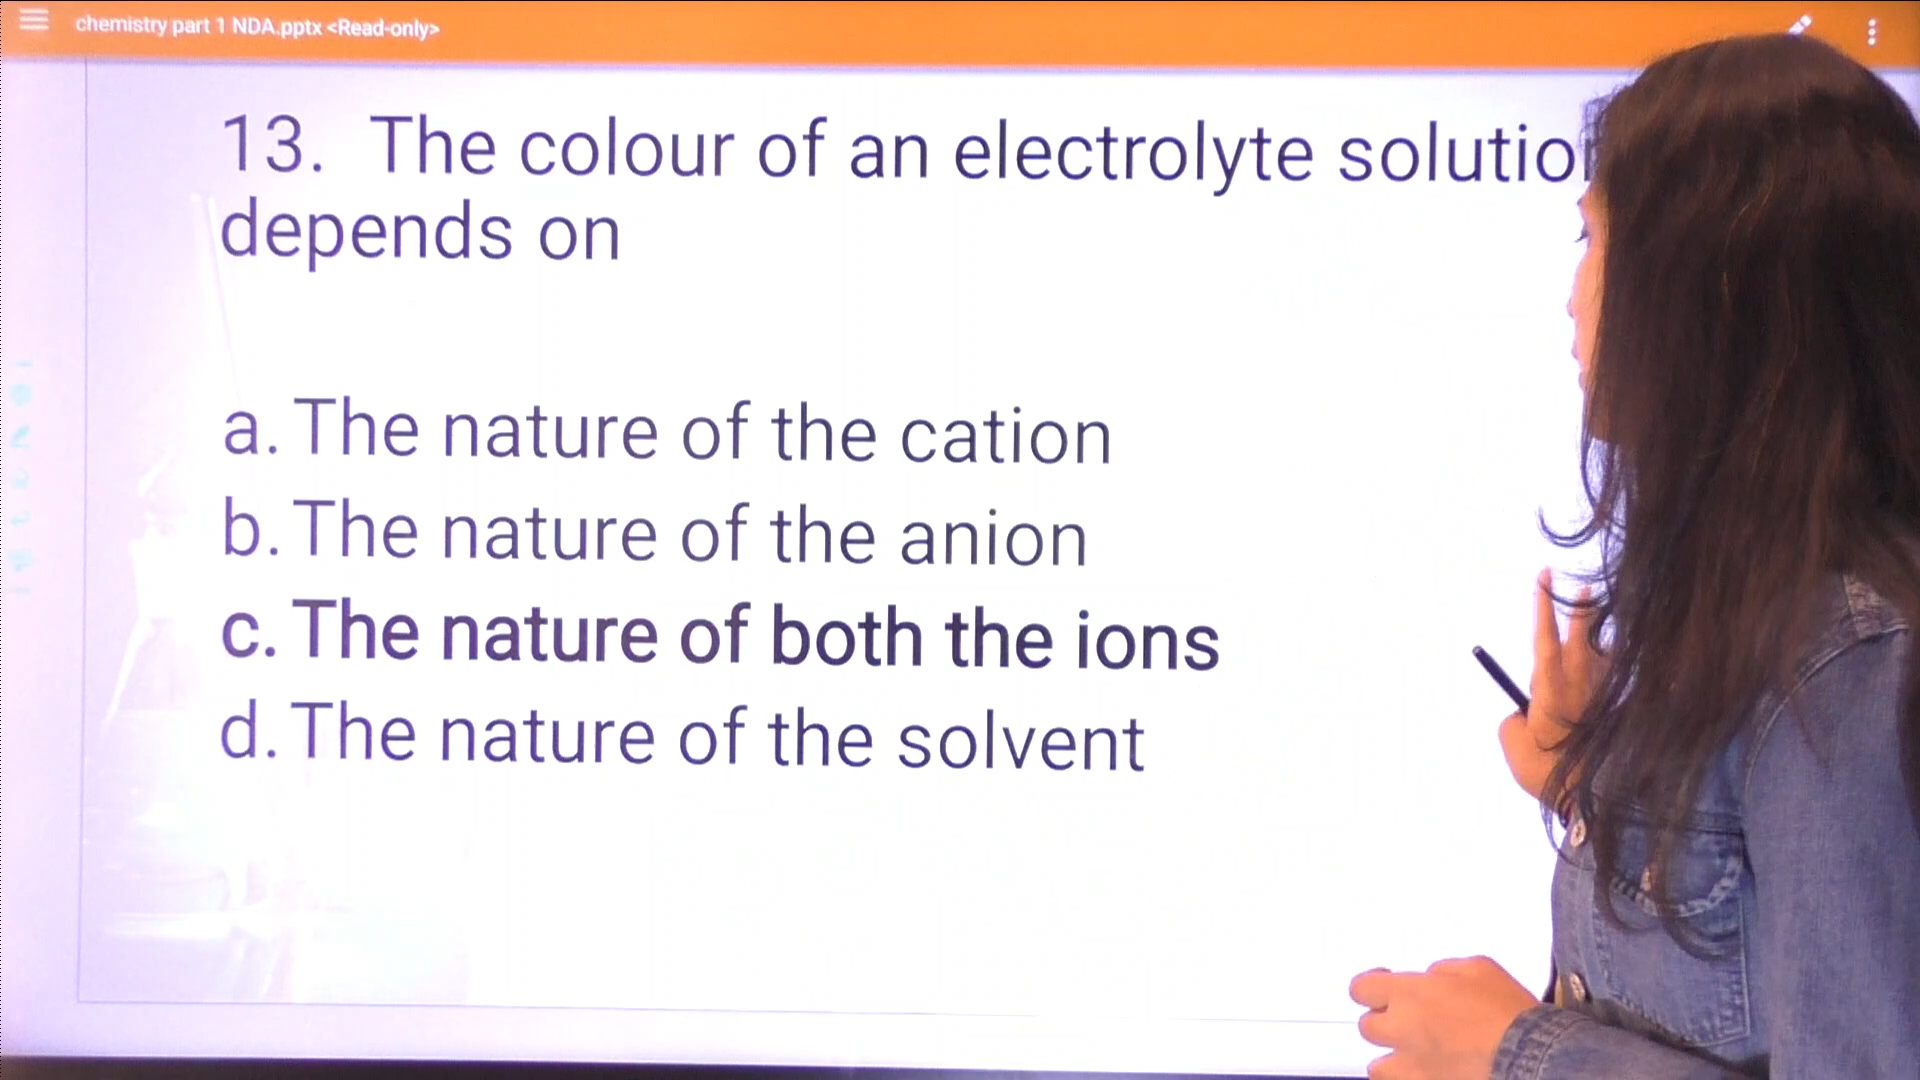 chemistry part 1 NDA.pptx <Read-only>
13. The colour of an electrolyte solutio
depends on
a. The nature of the cation
b. The nature of the anion
c. The nature of both the ions
d. The nature of the solvent